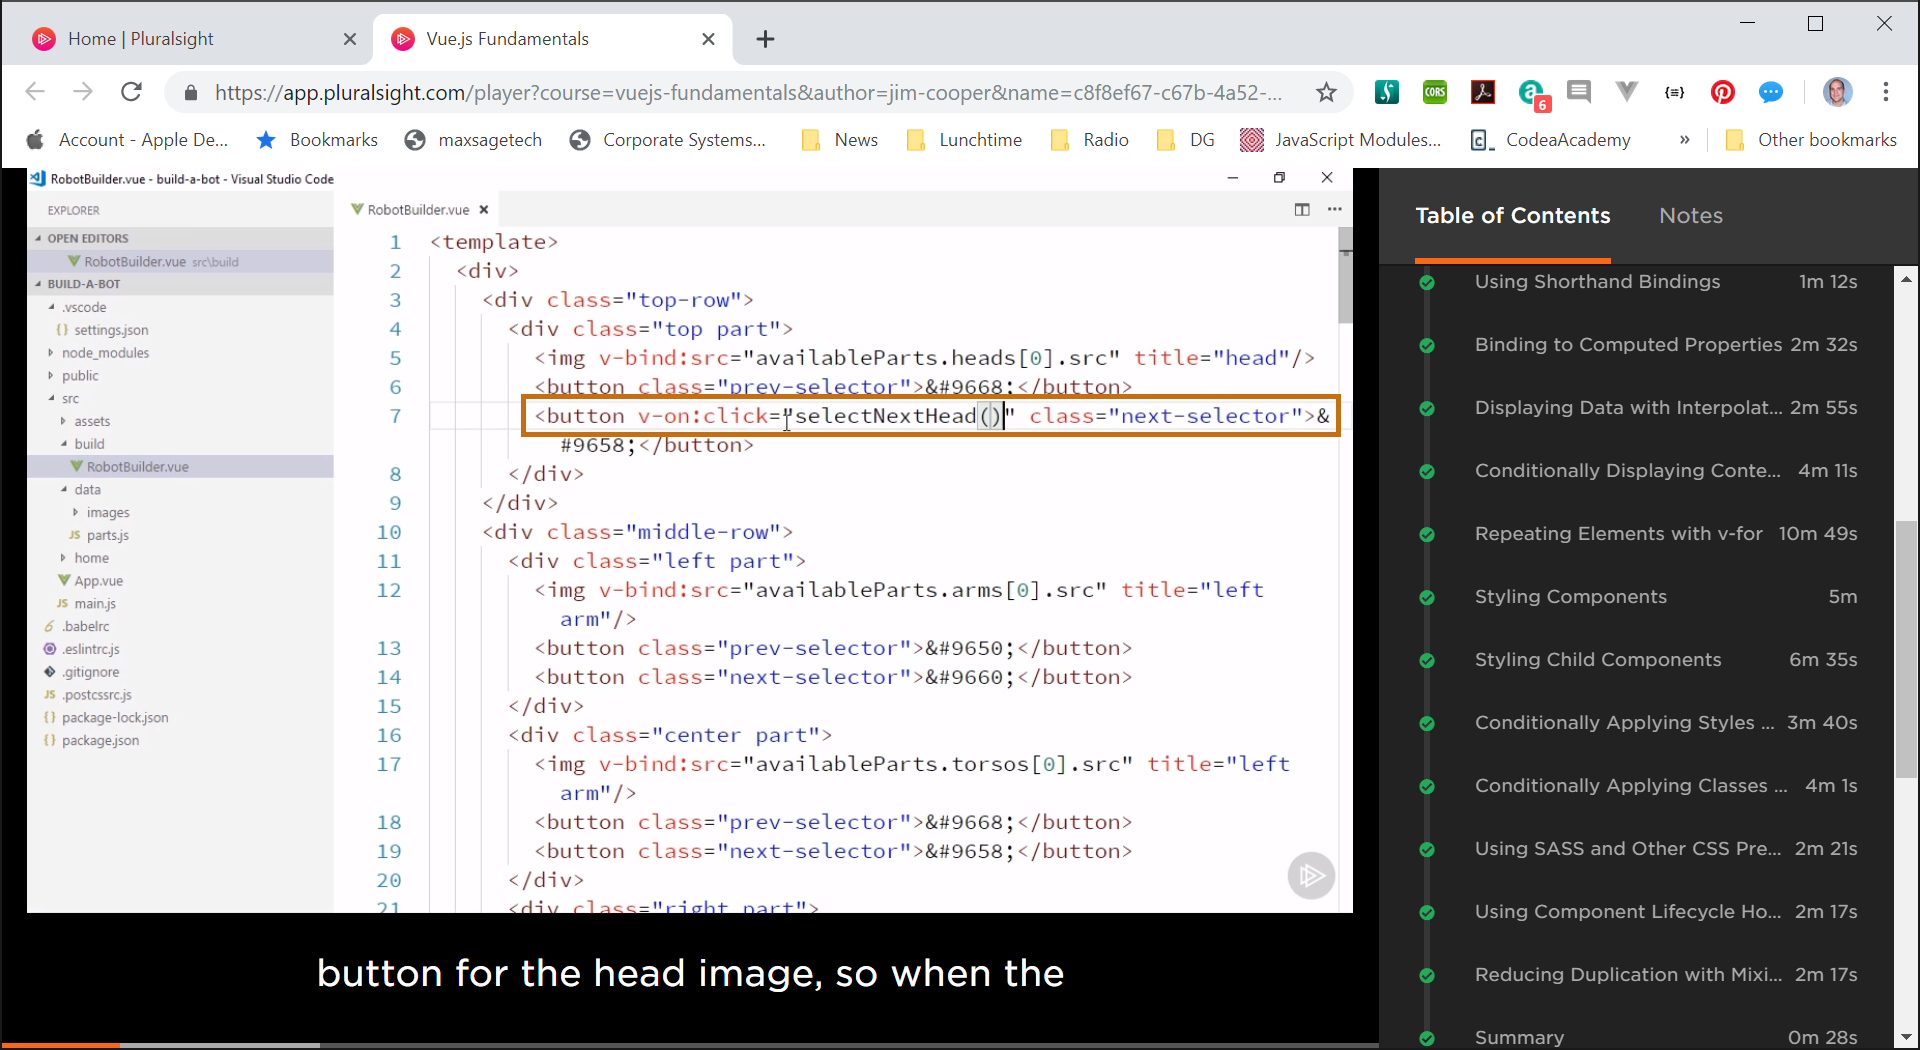 Home | Pluralsight
Vue.js Fundamentals
https://app.pluralsight.com/player?course=vuejs-fundamentals&author=jim-cooper&name=c8f8ef67-c67b-4a52-...
CORS
6
Account - Apple De...
Bookmarks
maxsagetech
Corporate Systems...
News
Lunchtime
Radio
DG
JavaScript Modules...
CodeaAcademy
»
Other bookmarks
RobotBuilder.vue - build-a-bot - Visual Studio Code
EXPLORER
OPEN EDITORS
RobotBuilder.vue src\build
BUILD-A-BOT
.vscode
{} settings.json
node_modules
public
src
assets
build
RobotBuilder.vue
data
images
JS parts.js
home
App.vue
JS main.js
.babelrc
.eslintrc.js
.gitignore
JS .postcssrc.js
{} package-lock.json
{} package.json
RobotBuilder.vue
1 <template>
2 <div>
3 <div class="top-row">
4 <div class="top part">
5 <img v-bind:src="availableParts.heads[0].src" title="head"/>
6 <button class="prev-selector">&#9668;</button>
7 <button v-on:click="selectNextHead()" class="next-selector">&
#9658;</button>
8 </div>
9 </div>
10 <div class="middle-row">
11 <div class="left part">
12 <img v-bind:src="availableParts.arms[0].src" title="left
arm"/>
13 <button class="prev-selector">&#9650;</button>
14 <button class="next-selector">&#9660;</button>
15 </div>
16 <div class="center part">
17 <img v-bind:src="availableParts.torsos[0].src" title="left
arm"/>
18 <button class="prev-selector">&#9668;</button>
19 <button class="next-selector">&#9658;</button>
20 </div>
21 <div class="right part">
button for the head image, so when the
Table of Contents
Notes
Using Shorthand Bindings 1m 12s
Binding to Computed Properties 2m 32s
Displaying Data with Interpolat... 2m 55s
Conditionally Displaying Conte... 4m 11s
Repeating Elements with v-for 10m 49s
Styling Components 5m
Styling Child Components 6m 35s
Conditionally Applying Styles ... 3m 40s
Conditionally Applying Classes ... 4m 1s
Using SASS and Other CSS Pre... 2m 21s
Using Component Lifecycle Ho... 2m 17s
Reducing Duplication with Mixi... 2m 17s
Summary 0m 28s